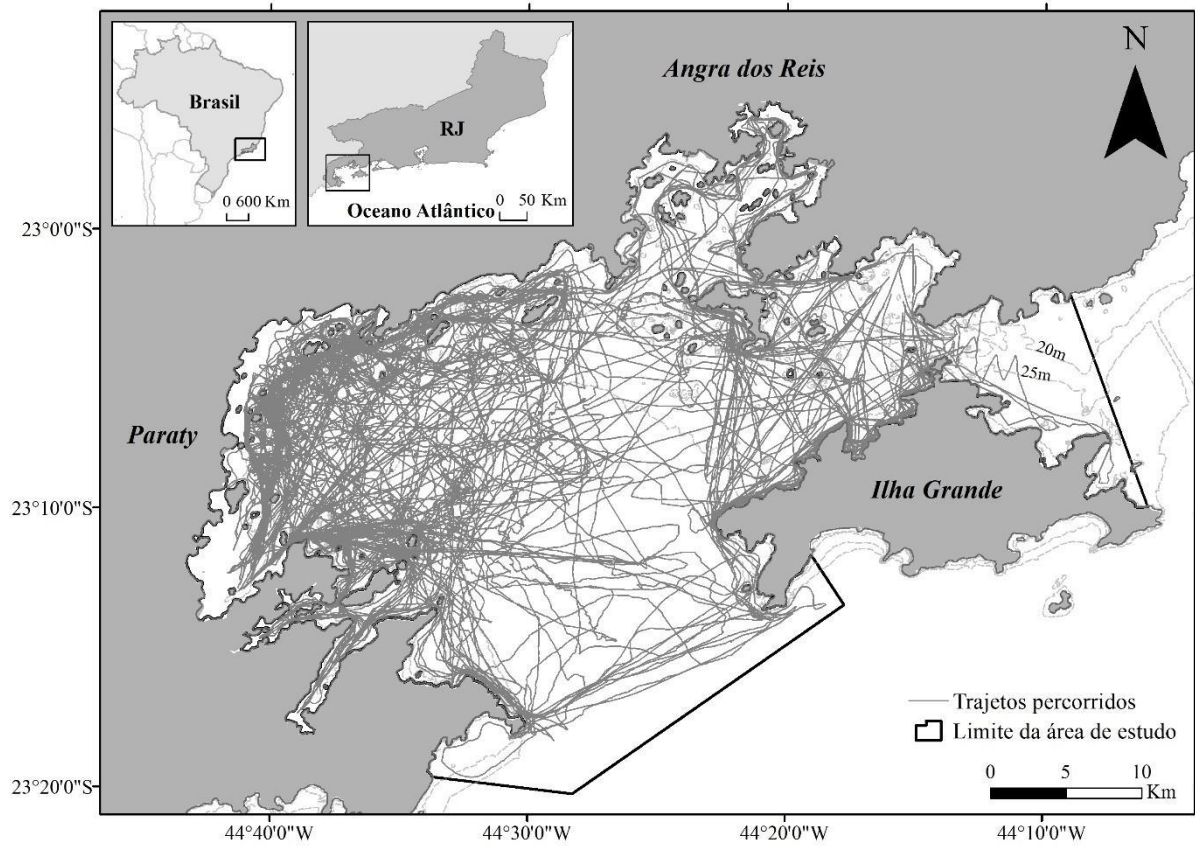 Brasil
0 600 Km
RJ
Oceano Atlântico
0 50 Km
Angra dos Reis
N
23°0'0"S
20m
25m
Paraty
Ilha Grande
23°10'0"S
Trajetos percorridos
Limite da área de estudo
0 5 10
Km
23°20'0"S
44°40'0"W 44°30'0"W 44°20'0"W 44°10'0"W